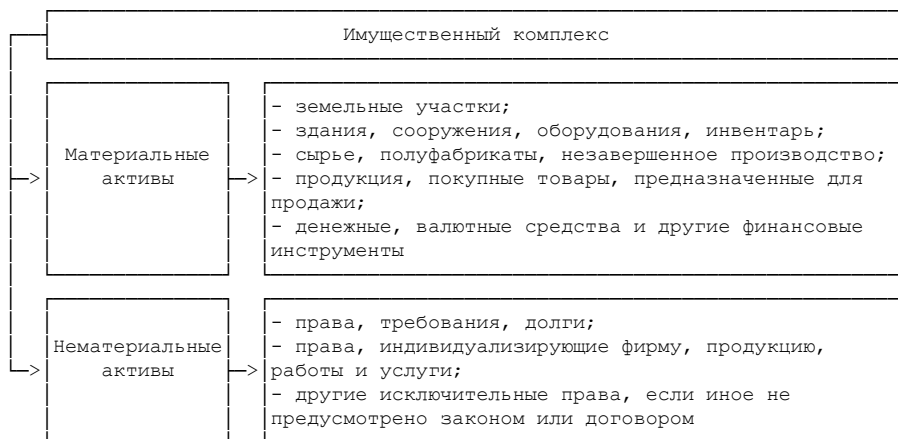 Имущественный комплекс
Материальные
активы
- земельные участки;
- здания, сооружения, оборудования, инвентарь;
- сырье, полуфабрикаты, незавершенное производство;
- продукция, покупные товары, предназначенные для
продажи;
- денежные, валютные средства и другие финансовые
инструменты
Нематериальные
активы
- права, требования, долги;
- права, индивидуализирующие фирму, продукцию,
работы и услуги;
- другие исключительные права, если иное не
предусмотрено законом или договором